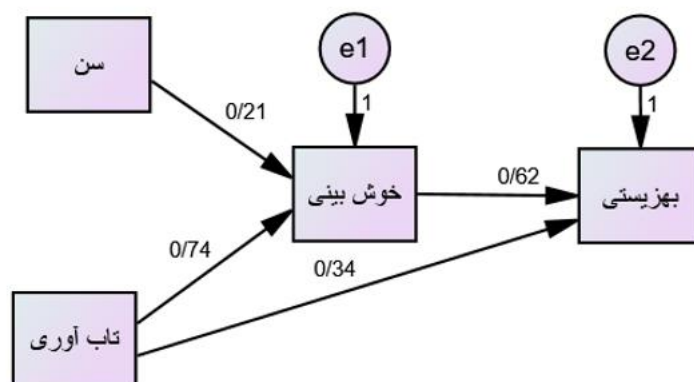 سن
e1
e2
0/21
1
1
خوش بینی
0/62
بهزیستی
0/74
0/34
تاب آوری